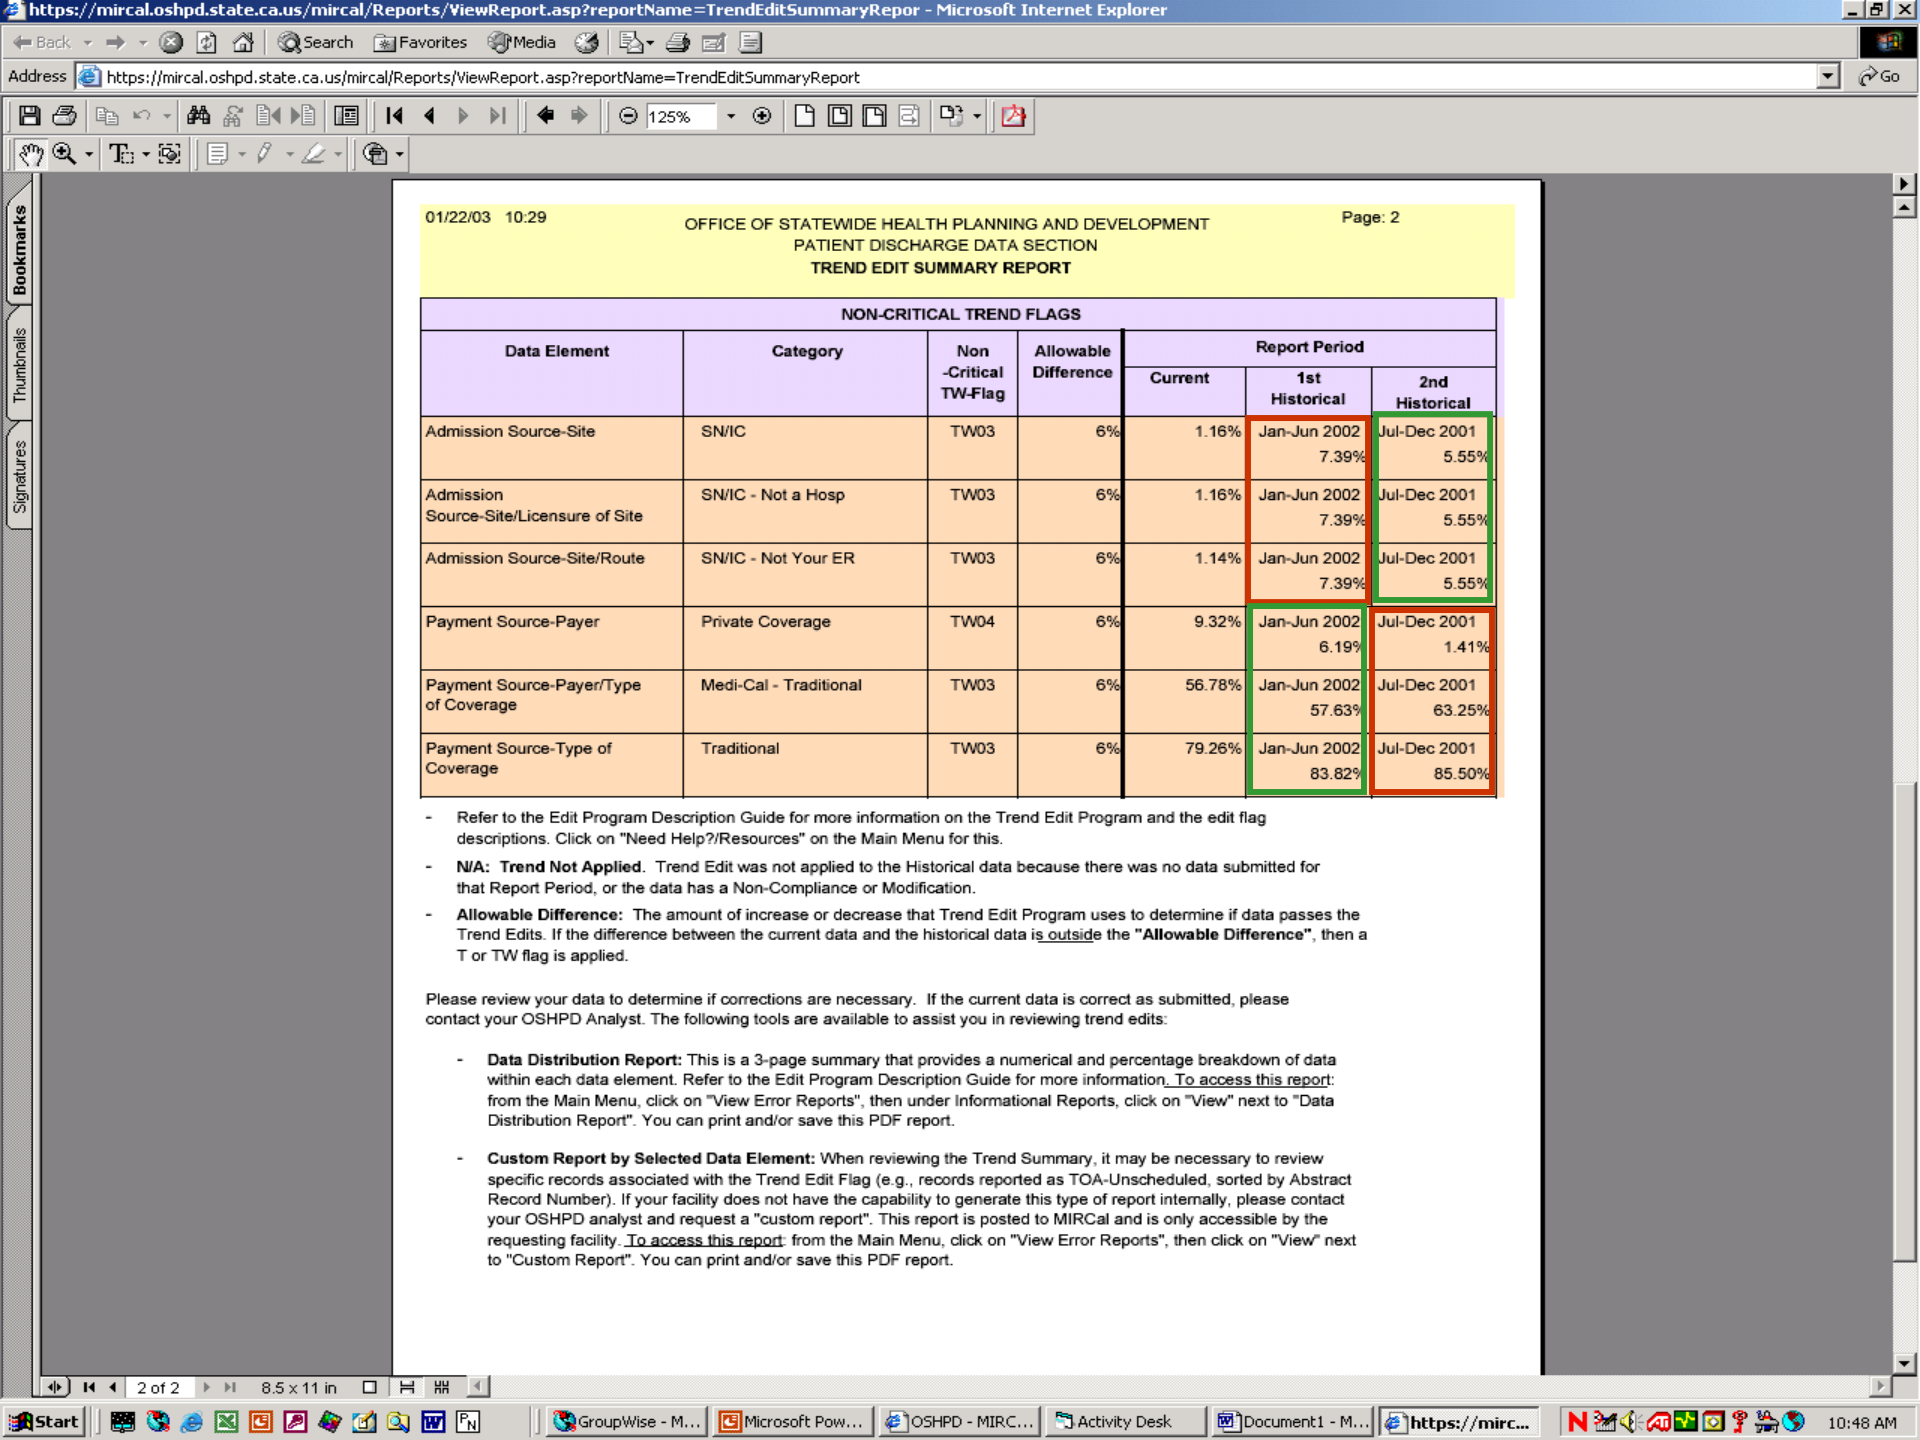 https://mircal.oshpd.state.ca.us/mircal/Reports/ViewReport.asp?reportName=TrendEditSummaryRepor - Microsoft Internet Explorer
Back Search Favorites Media
Address https://mircal.oshpd.state.ca.us/mircal/Reports/ViewReport.asp?reportName=TrendEditSummaryReport Go
125%
Bookmarks
Thumbnails
Signatures
01/22/03 10:29
OFFICE OF STATEWIDE HEALTH PLANNING AND DEVELOPMENT
Page: 2
PATIENT DISCHARGE DATA SECTION
TREND EDIT SUMMARY REPORT
NON-CRITICAL TREND FLAGS
Data Element Category Non -Critical TW-Flag Allowable Difference Report Period
Current 1st Historical 2nd Historical
Admission Source-Site SN/IC TW03 6% 1.16% Jan-Jun 2002 Jul-Dec 2001
7.39% 5.55%
Admission SN/IC - Not a Hosp TW03 6% 1.16% Jan-Jun 2002 Jul-Dec 2001
Source-Site/Licensure of Site 7.39% 5.55%
Admission Source-Site/Route SN/IC - Not Your ER TW03 6% 1.14% Jan-Jun 2002 Jul-Dec 2001
7.39% 5.55%
Payment Source-Payer Private Coverage TW04 6% 9.32% Jan-Jun 2002 Jul-Dec 2001
6.19% 1.41%
Payment Source-Payer/Type Medi-Cal - Traditional TW03 6% 56.78% Jan-Jun 2002 Jul-Dec 2001
of Coverage 57.63% 63.25%
Payment Source-Type of Traditional TW03 6% 79.26% Jan-Jun 2002 Jul-Dec 2001
Coverage 83.82% 85.50%
- Refer to the Edit Program Description Guide for more information on the Trend Edit Program and the edit flag
descriptions. Click on "Need Help?/Resources" on the Main Menu for this.
- N/A: Trend Not Applied. Trend Edit was not applied to the Historical data because there was no data submitted for
that Report Period, or the data has a Non-Compliance or Modification.
- Allowable Difference: The amount of increase or decrease that Trend Edit Program uses to determine if data passes the
Trend Edits. If the difference between the current data and the historical data is outside the "Allowable Difference", then a
T or TW flag is applied.
Please review your data to determine if corrections are necessary. If the current data is correct as submitted, please
contact your OSHPD Analyst. The following tools are available to assist you in reviewing trend edits:
- Data Distribution Report: This is a 3-page summary that provides a numerical and percentage breakdown of data
within each data element. Refer to the Edit Program Description Guide for more information. To access this report:
from the Main Menu, click on "View Error Reports", then under Informational Reports, click on "View" next to "Data
Distribution Report". You can print and/or save this PDF report.
- Custom Report by Selected Data Element: When reviewing the Trend Summary, it may be necessary to review
specific records associated with the Trend Edit Flag (e.g., records reported as TOA-Unscheduled, sorted by Abstract
Record Number). If your facility does not have the capability to generate this type of report internally, please contact
your OSHPD analyst and request a "custom report". This report is posted to MIRCal and is only accessible by the
requesting facility. To access this report: from the Main Menu, click on "View Error Reports", then click on "View" next
to "Custom Report". You can print and/or save this PDF report.
2 of 2 8.5 x 11 in
Start GroupWise - M... Microsoft Pow... OSHPD - MIRC... Activity Desk Document1 - M... https://mirc... 10:48 AM